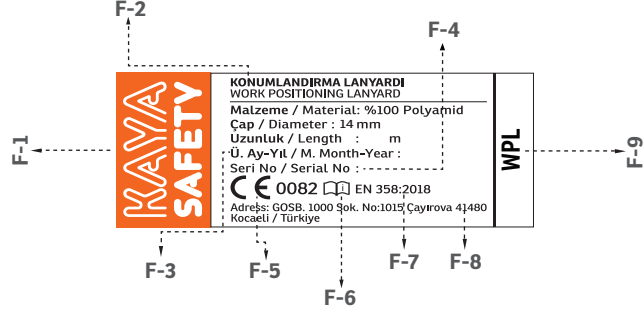 F-2
F-4
F-1
KAYA
SAFETY
KONUMLANDIRMA LANYARDI
WORK POSITIONING LANYARD
Malzeme / Material: %100 Polyamid
Çap / Diameter : 14 mm
Uzunluk / Length : m
Ü. Ay-Yıl / M. Month-Year :
Seri No / Serial No :
CE 0082 EN 358:2018
Adress: GOSB. 1000 Sok. No:1015 Çayırova 41480
Kocaeli / Türkiye
WPL
F-9
F-3
F-5
F-6
F-7
F-8